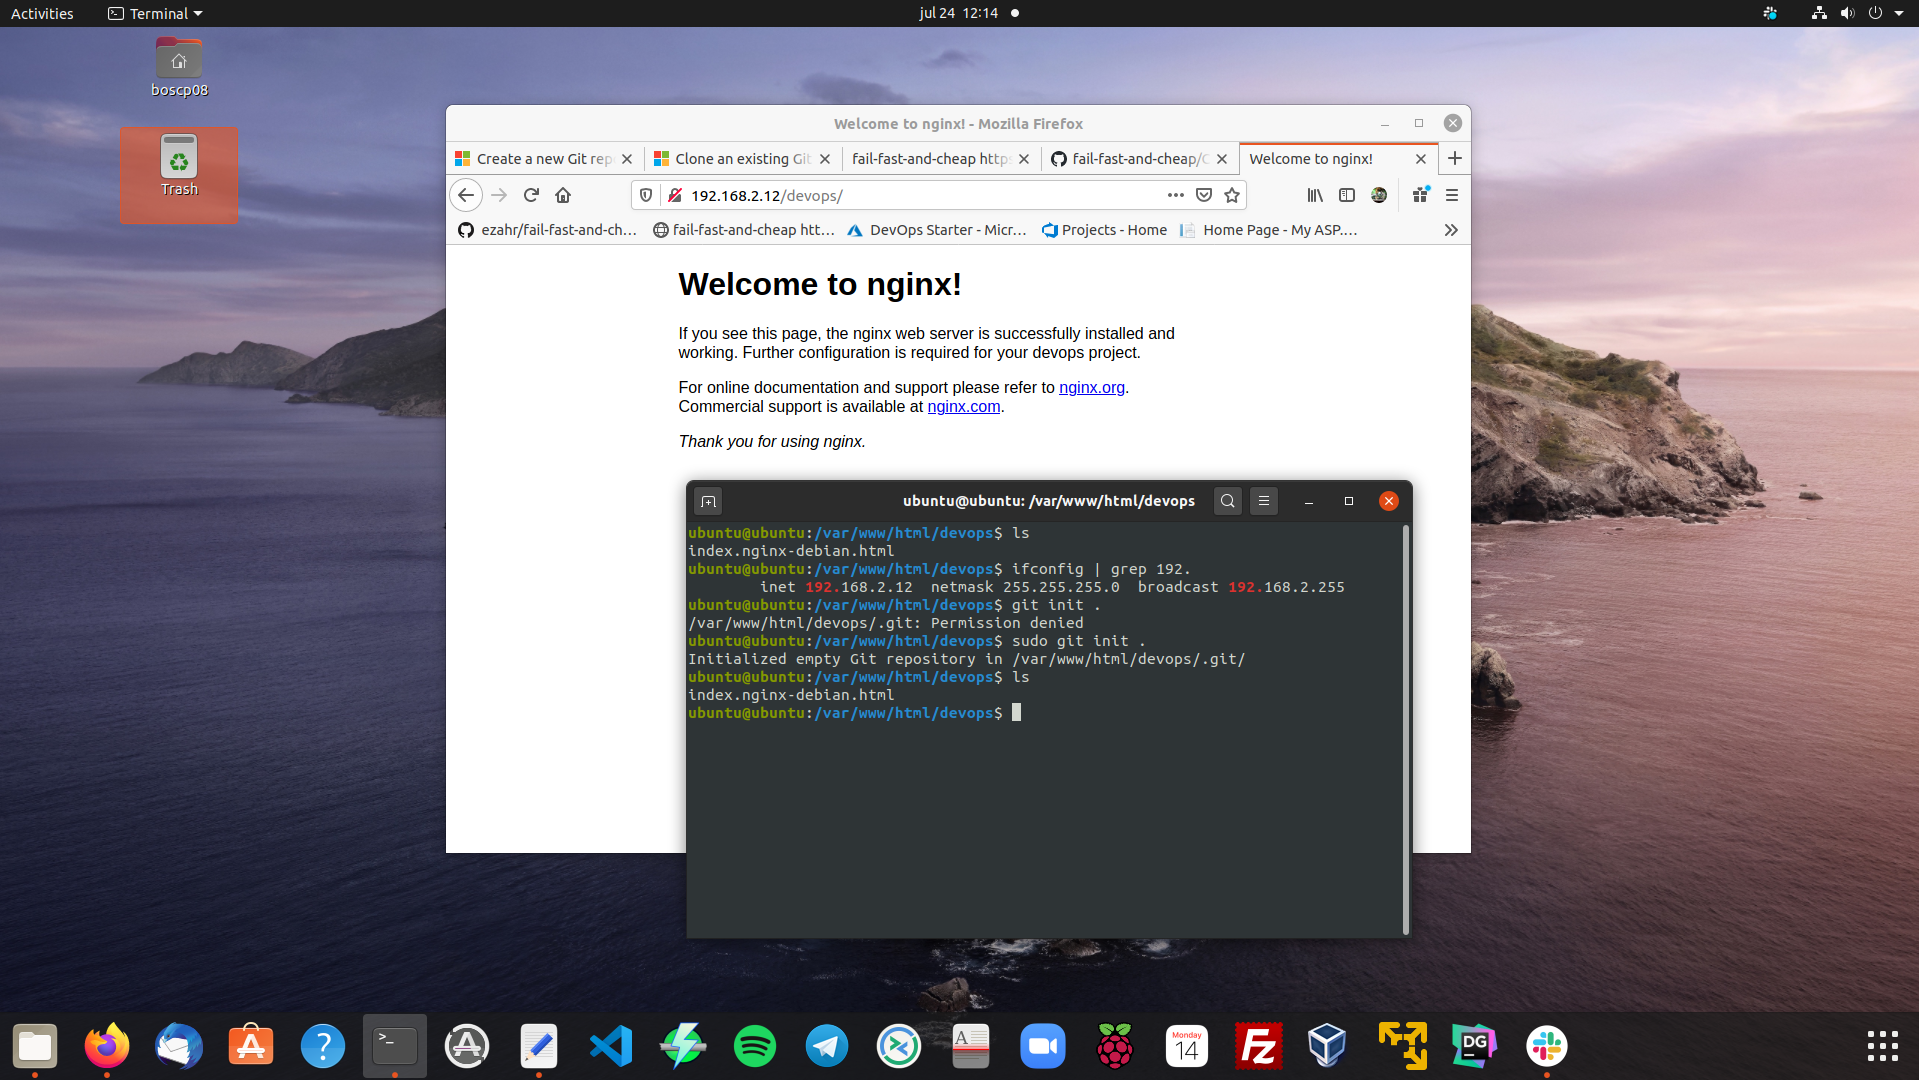 Activities
Terminal
jul 24 12:14
boscp08
Trash
Welcome to nginx! - Mozilla Firefox
Create a new Git rep
Clone an existing Git
fail-fast-and-cheap http
fail-fast-and-cheap/C
Welcome to nginx!
192.168.2.12/devops/
ezahr/fail-fast-and-ch…
fail-fast-and-cheap htt…
DevOps Starter - Micr…
Projects - Home
Home Page - My ASP.…
Welcome to nginx!
If you see this page, the nginx web server is successfully installed and
working. Further configuration is required for your devops project.
For online documentation and support please refer to nginx.org.
Commercial support is available at nginx.com.
Thank you for using nginx.
ubuntu@ubuntu: /var/www/html/devops
ubuntu@ubuntu:/var/www/html/devops$ ls
index.nginx-debian.html
ubuntu@ubuntu:/var/www/html/devops$ ifconfig | grep 192.
inet 192.168.2.12  netmask 255.255.255.0  broadcast 192.168.2.255
ubuntu@ubuntu:/var/www/html/devops$ git init .
/var/www/html/devops/.git: Permission denied
ubuntu@ubuntu:/var/www/html/devops$ sudo git init .
Initialized empty Git repository in /var/www/html/devops/.git/
ubuntu@ubuntu:/var/www/html/devops$ ls
index.nginx-debian.html
ubuntu@ubuntu:/var/www/html/devops$
Monday
14
Fz
DG